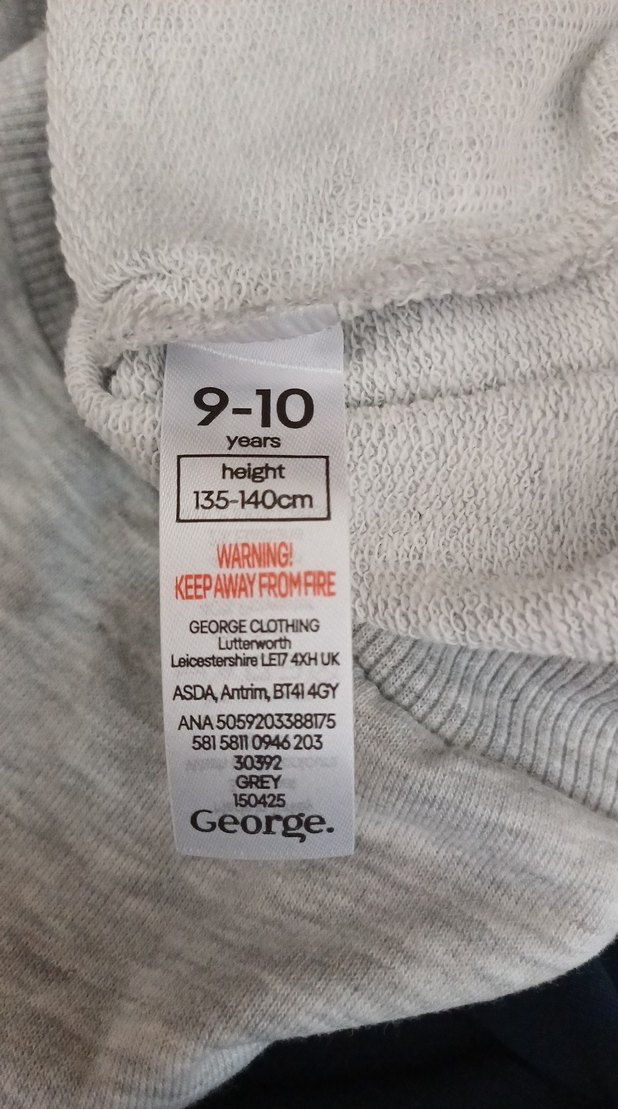 9-10
years
height
135-140cm
WARNING!
KEEP AWAY FROM FIRE
GEORGE CLOTHING
Lutterworth
Leicestershire LE17 4XH UK
ASDA, Antrim, BT41 4GY
ANA 5059203388175
581 5811 0946 203
30392
GREY
150425
George.